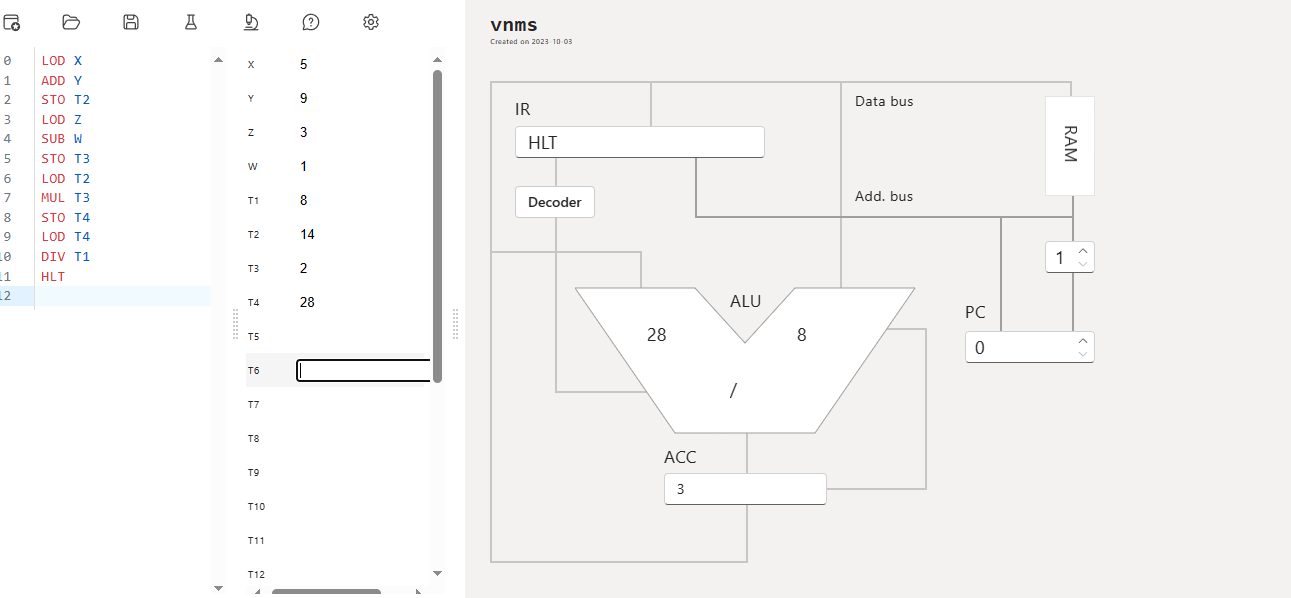 vnms
Created on 2023-10-03
0 LOD X
1 ADD Y
2 STO T2
3 LOD Z
4 SUB W
5 STO T3
6 LOD T2
7 MUL T3
8 STO T4
9 LOD T4
10 DIV T1
11 HLT
12
X 5
Y 9
Z 3
W 1
T1 8
T2 14
T3 2
T4 28
T5
T6
T7
T8
T9
T10
T11
T12
IR
HLT
Decoder
Data bus
Add. bus
RAM
1
PC
0
ALU
28 8
/
ACC
3